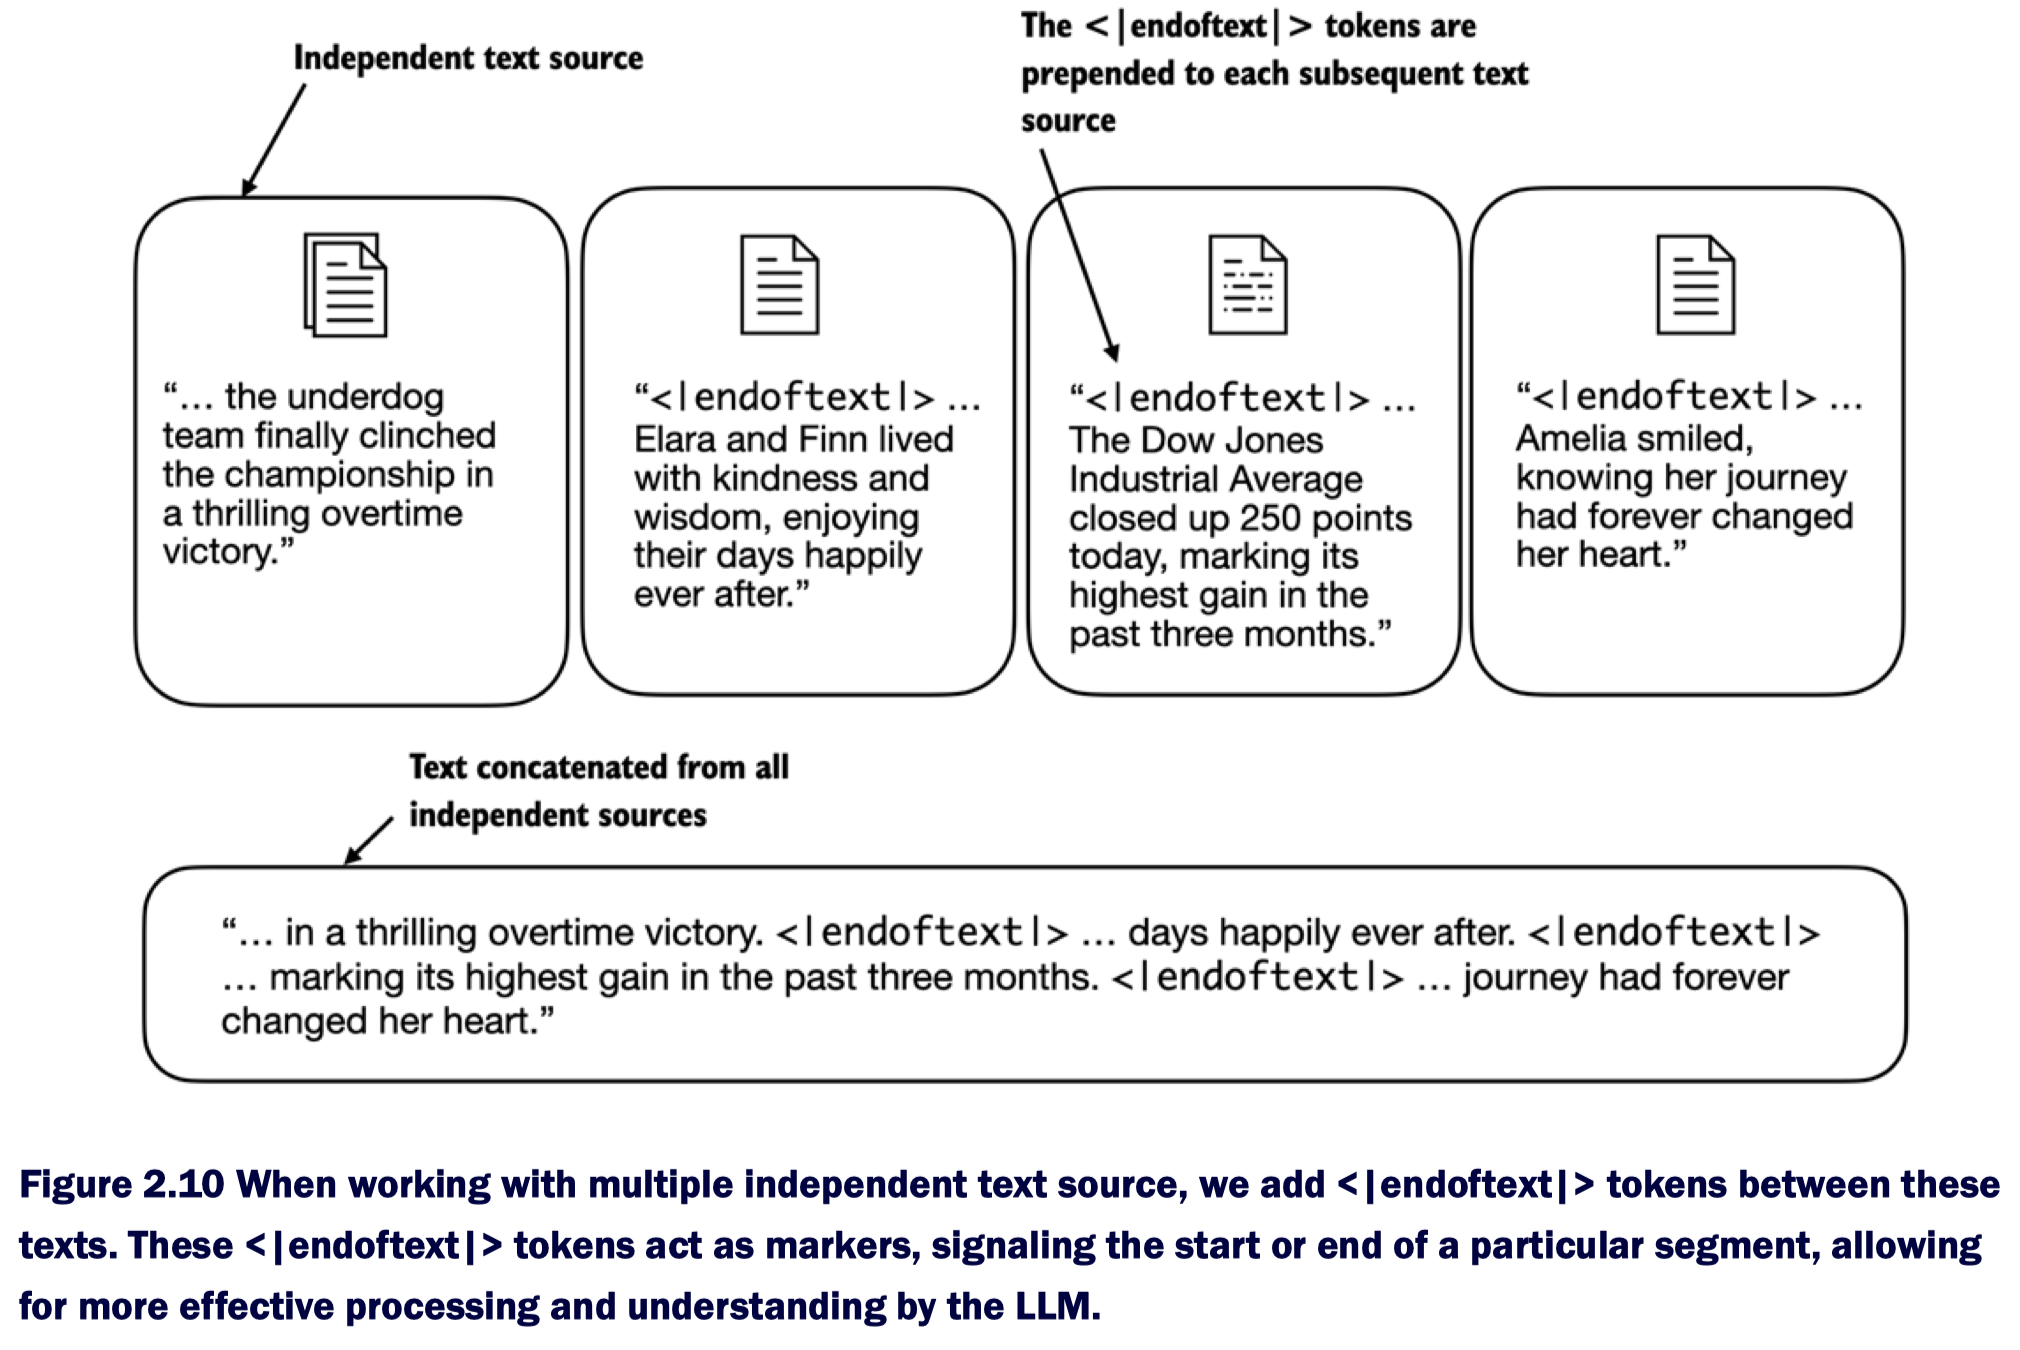 Independent text source
The <|endoftext|> tokens are
prepended to each subsequent text
source
“... the underdog
team finally clinched
the championship in
a thrilling overtime
victory.”
“<|endoftext|> ...
Elara and Finn lived
with kindness and
wisdom, enjoying
their days happily
ever after.”
“<|endoftext|> ...
The Dow Jones
Industrial Average
closed up 250 points
today, marking its
highest gain in the
past three months.”
“<|endoftext|> ...
Amelia smiled,
knowing her journey
had forever changed
her heart.”
Text concatenated from all
independent sources
“... in a thrilling overtime victory. <|endoftext|> ... days happily ever after. <|endoftext|>
... marking its highest gain in the past three months. <|endoftext|> ... journey had forever
changed her heart.”
Figure 2.10 When working with multiple independent text source, we add <|endoftext|> tokens between these
texts. These <|endoftext|> tokens act as markers, signaling the start or end of a particular segment, allowing
for more effective processing and understanding by the LLM.